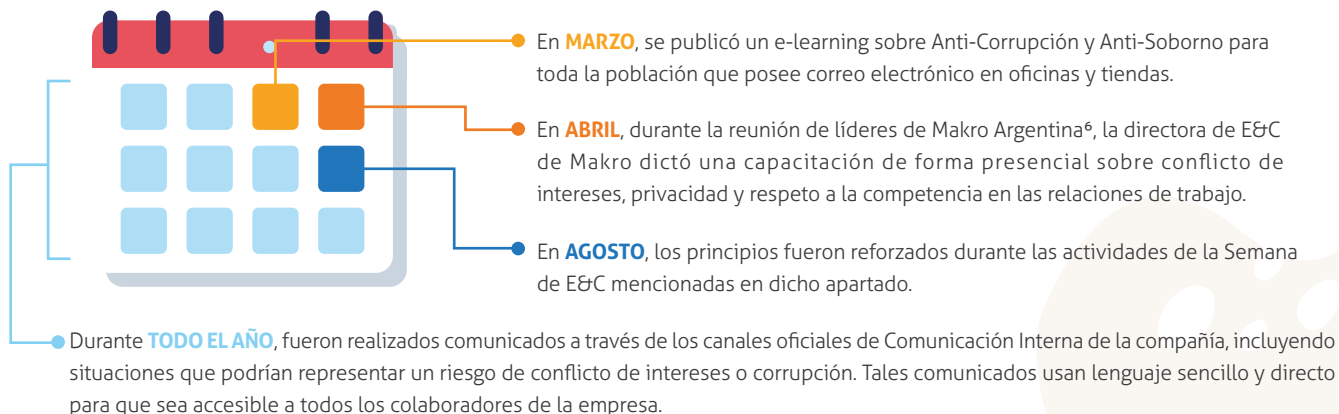 En MARZO, se publicó un e-learning sobre Anti-Corrupción y Anti-Soborno para
toda la población que posee correo electrónico en oficinas y tiendas.
En ABRIL, durante la reunión de líderes de Makro Argentina⁶, la directora de E&C
de Makro dictó una capacitación de forma presencial sobre conflicto de
intereses, privacidad y respeto a la competencia en las relaciones de trabajo.
En AGOSTO, los principios fueron reforzados durante las actividades de la Semana
de E&C mencionadas en dicho apartado.
Durante TODO EL AÑO, fueron realizados comunicados a través de los canales oficiales de Comunicación Interna de la compañía, incluyendo
situaciones que podrían representar un riesgo de conflicto de intereses o corrupción. Tales comunicados usan lenguaje sencillo y directo
para que sea accesible a todos los colaboradores de la empresa.